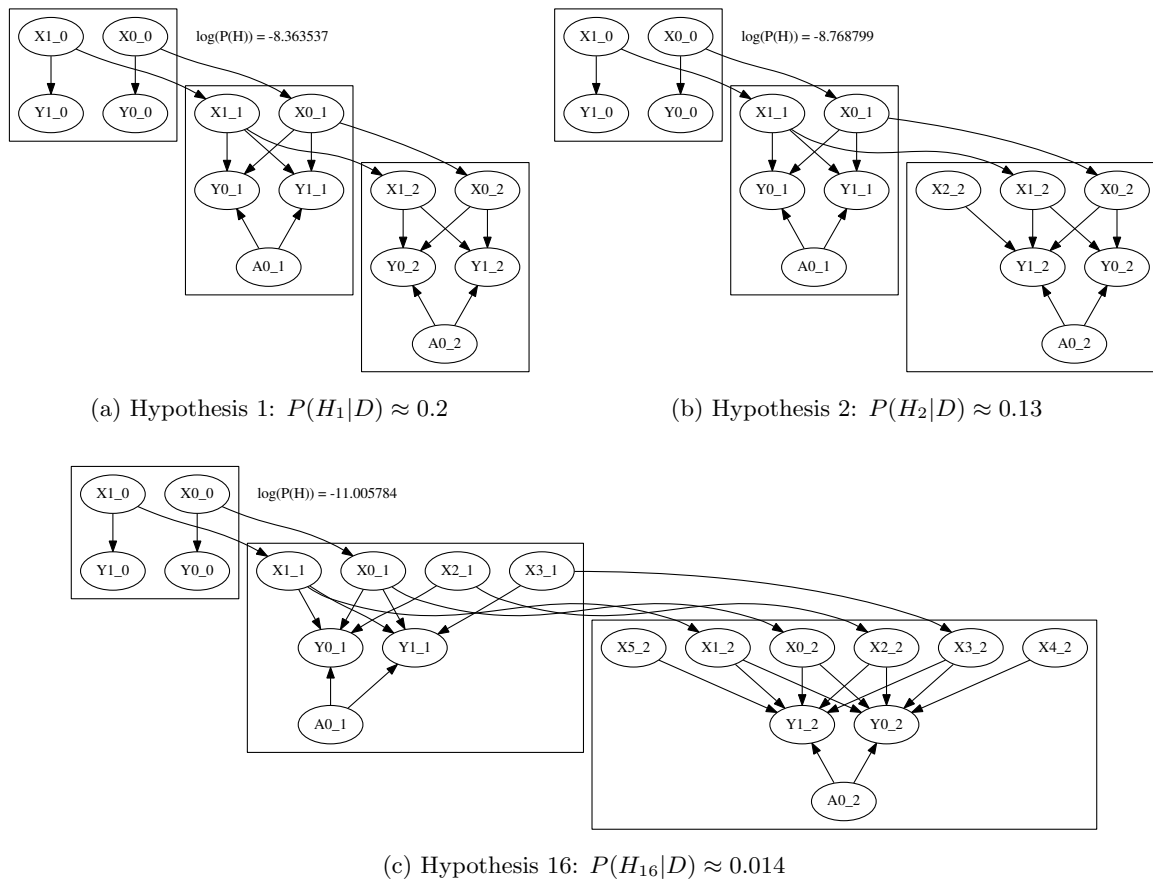 X1_0 X0_0 log(P(H)) = -8.363537
Y1_0 Y0_0
X1_1 X0_1
Y0_1 Y1_1
A0_1
X1_2 X0_2
Y0_2 Y1_2
A0_2
(a) Hypothesis 1: P(H₁|D) ≈ 0.2
X1_0 X0_0 log(P(H)) = -8.768799
Y1_0 Y0_0
X1_1 X0_1
Y0_1 Y1_1
A0_1
X2_2 X1_2 X0_2
Y1_2 Y0_2
A0_2
(b) Hypothesis 2: P(H₂|D) ≈ 0.13
X1_0 X0_0 log(P(H)) = -11.005784
Y1_0 Y0_0
X1_1 X0_1 X2_1 X3_1
Y0_1 Y1_1
A0_1
X5_2 X1_2 X0_2 X2_2 X3_2 X4_2
Y1_2 Y0_2
A0_2
(c) Hypothesis 16: P(H₁₆|D) ≈ 0.014